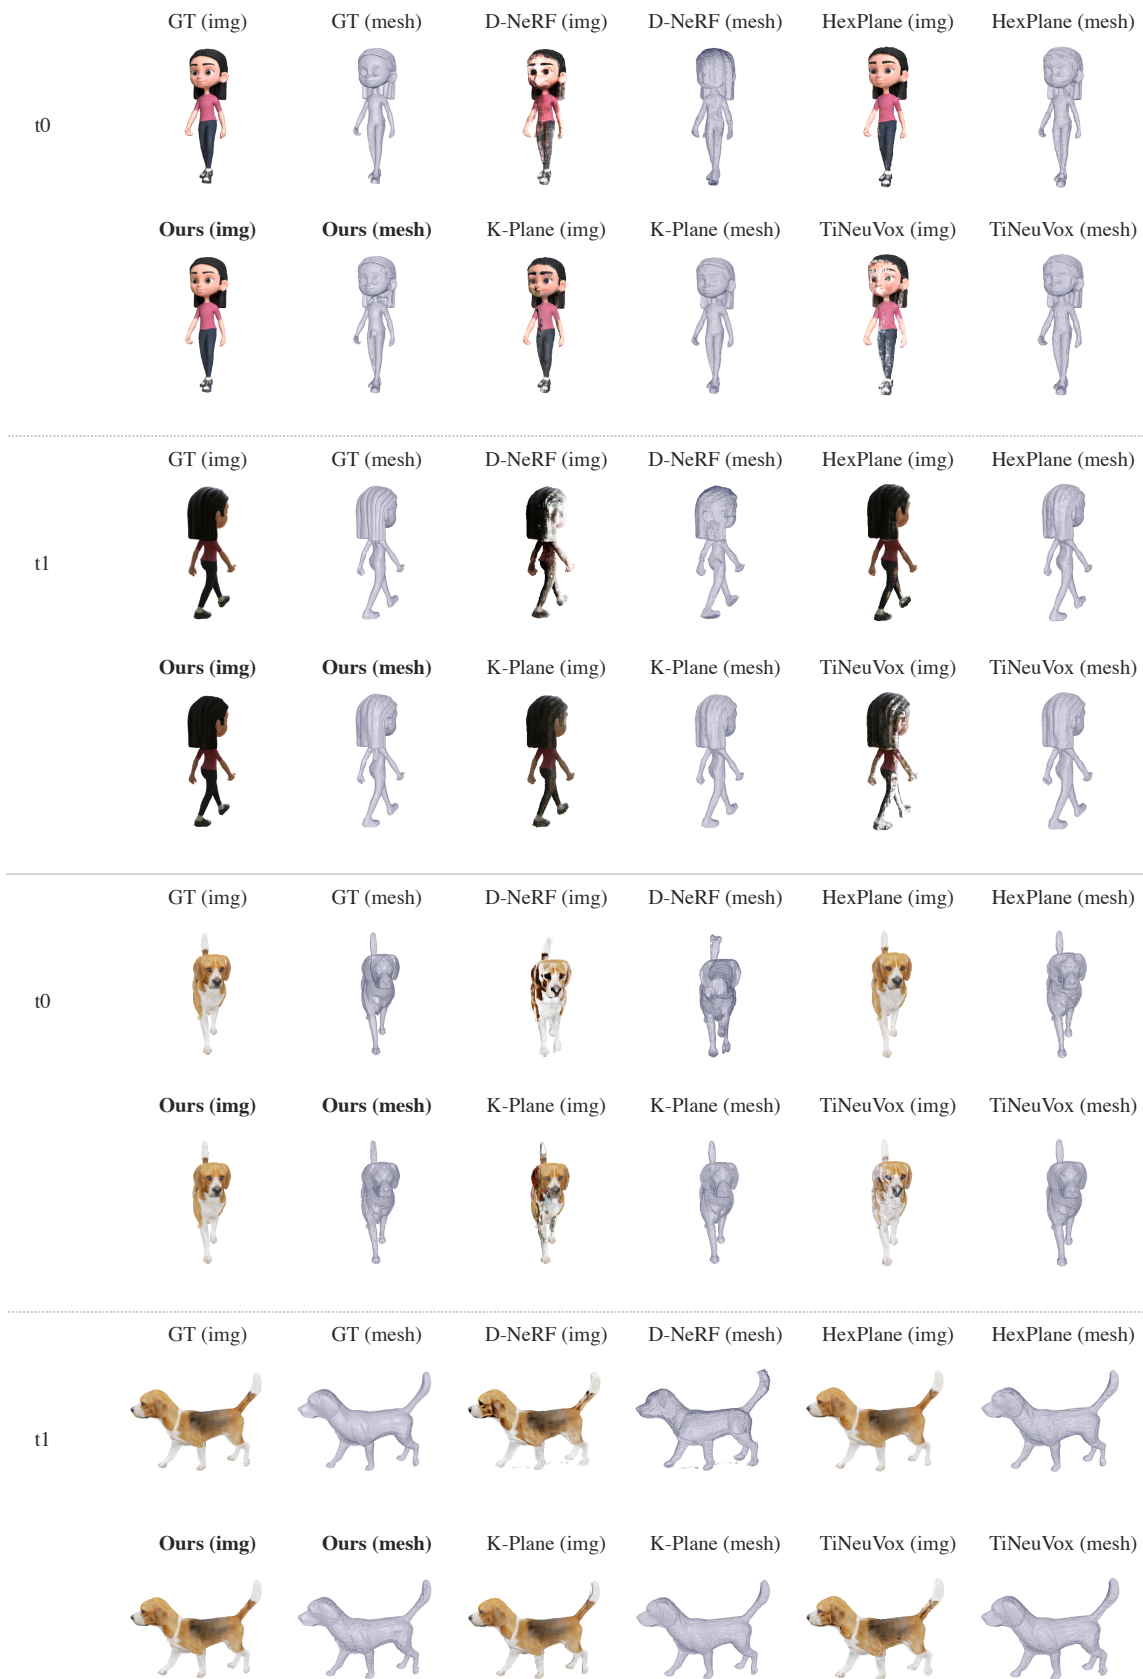 GT (img) GT (mesh) D-NeRF (img) D-NeRF (mesh) HexPlane (img) HexPlane (mesh)
t0
Ours (img) Ours (mesh) K-Plane (img) K-Plane (mesh) TiNeuVox (img) TiNeuVox (mesh)
GT (img) GT (mesh) D-NeRF (img) D-NeRF (mesh) HexPlane (img) HexPlane (mesh)
t1
Ours (img) Ours (mesh) K-Plane (img) K-Plane (mesh) TiNeuVox (img) TiNeuVox (mesh)
GT (img) GT (mesh) D-NeRF (img) D-NeRF (mesh) HexPlane (img) HexPlane (mesh)
t0
Ours (img) Ours (mesh) K-Plane (img) K-Plane (mesh) TiNeuVox (img) TiNeuVox (mesh)
GT (img) GT (mesh) D-NeRF (img) D-NeRF (mesh) HexPlane (img) HexPlane (mesh)
t1
Ours (img) Ours (mesh) K-Plane (img) K-Plane (mesh) TiNeuVox (img) TiNeuVox (mesh)